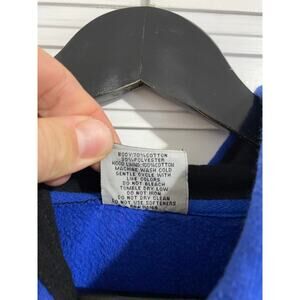 BODY:70%COTTON
30%POLYESTER
HOOD LINING:100%COTTON
MACHINE WASH COLD
GENTLE CYCLE WITH
LIKE COLORS
DO NOT BLEACH
TUMBLE DRY LOW
DO NOT IRON
DO NOT DRY CLEAN
DO NOT USE SOFTENERS